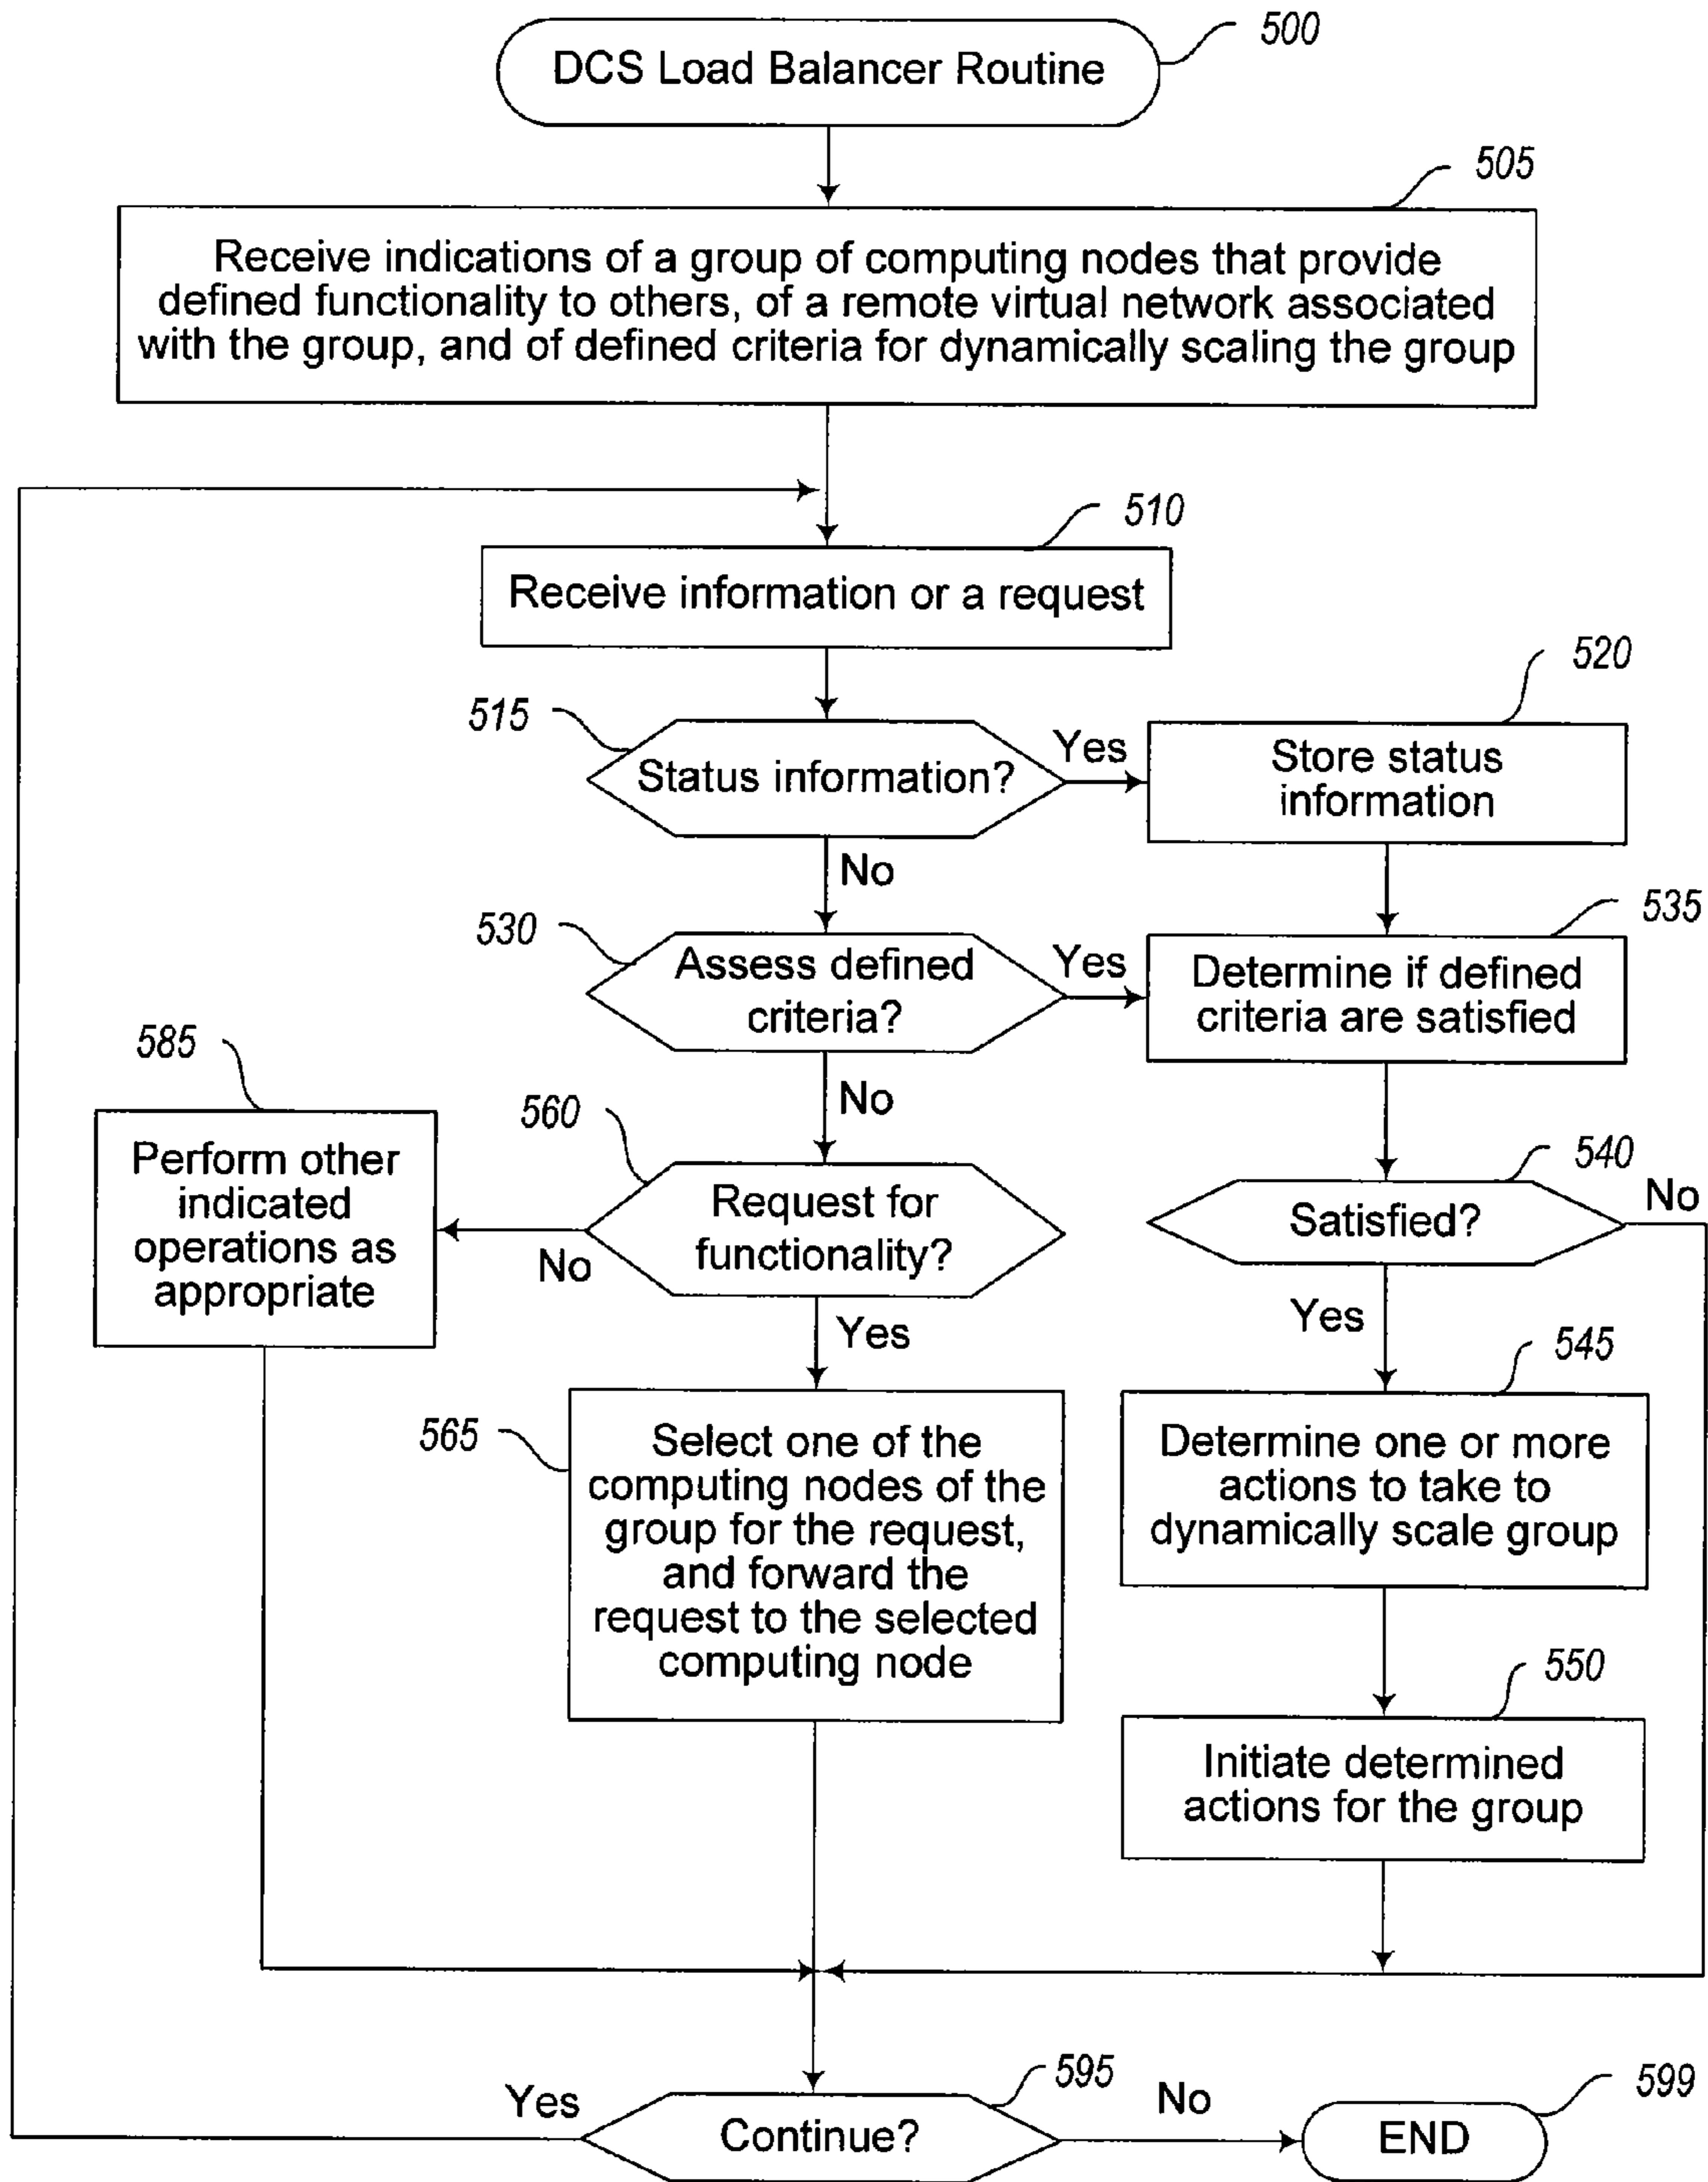 500
DCS Load Balancer Routine
505
Receive indications of a group of computing nodes that provide
defined functionality to others, of a remote virtual network associated
with the group, and of defined criteria for dynamically scaling the group
510
Receive information or a request
515
Status information?
Yes
520
Store status
information
No
530
Assess defined
criteria?
Yes
535
Determine if defined
criteria are satisfied
No
585
Perform other
indicated
operations as
appropriate
560
Request for
functionality?
No
Yes
540
Satisfied?
No
Yes
565
Select one of the
computing nodes of the
group for the request,
and forward the
request to the selected
computing node
545
Determine one or more
actions to take to
dynamically scale group
550
Initiate determined
actions for the group
595
Continue?
Yes
No
599
END